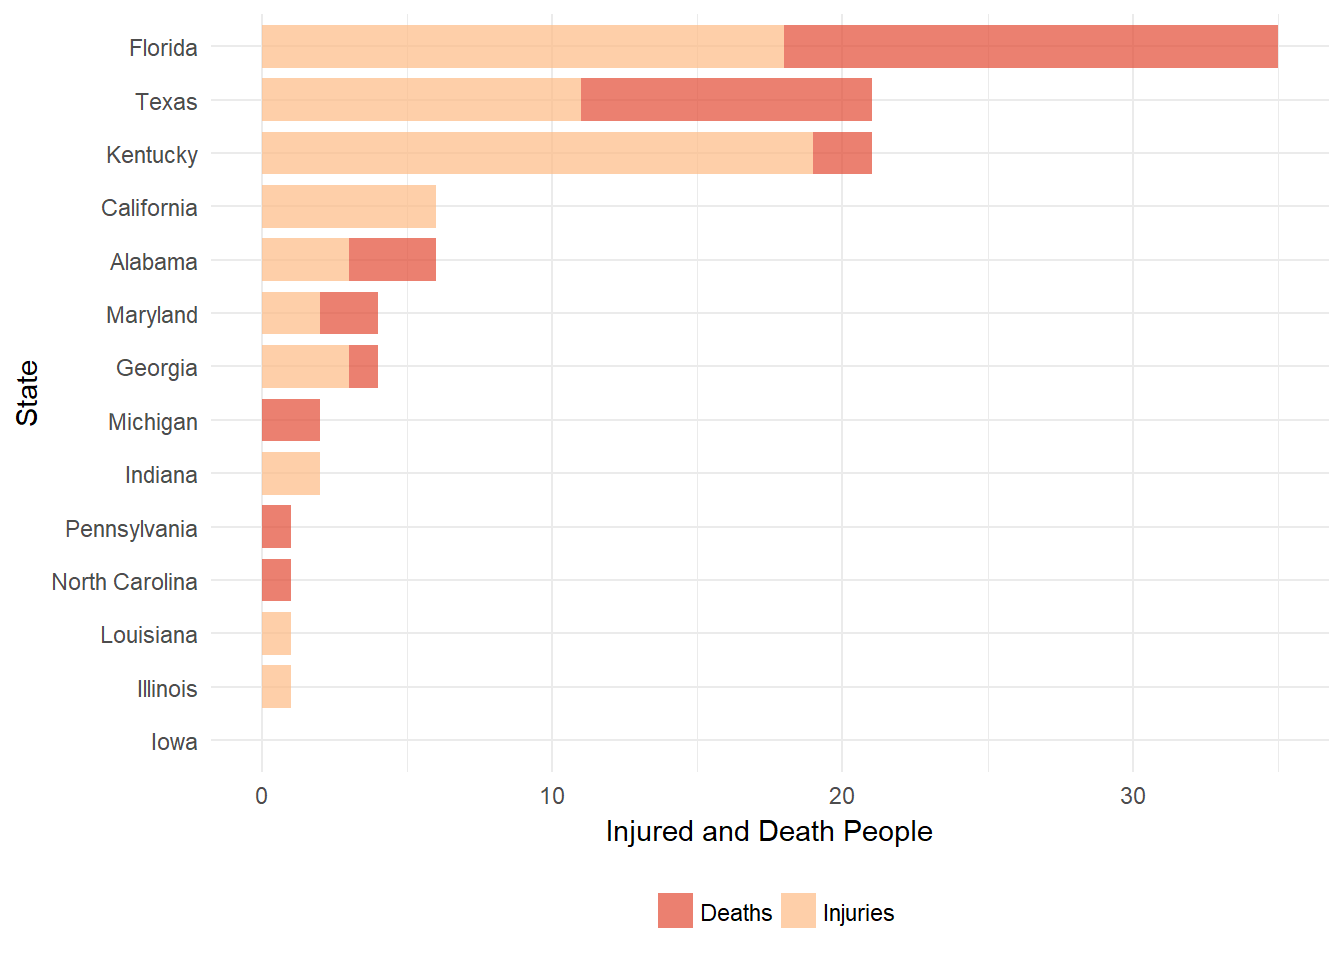 Florida
Texas
Kentucky
California
Alabama
Maryland
Georgia
Michigan
Indiana
Pennsylvania
North Carolina
Louisiana
Illinois
Iowa
State
0 10 20 30
Injured and Death People
Deaths Injuries